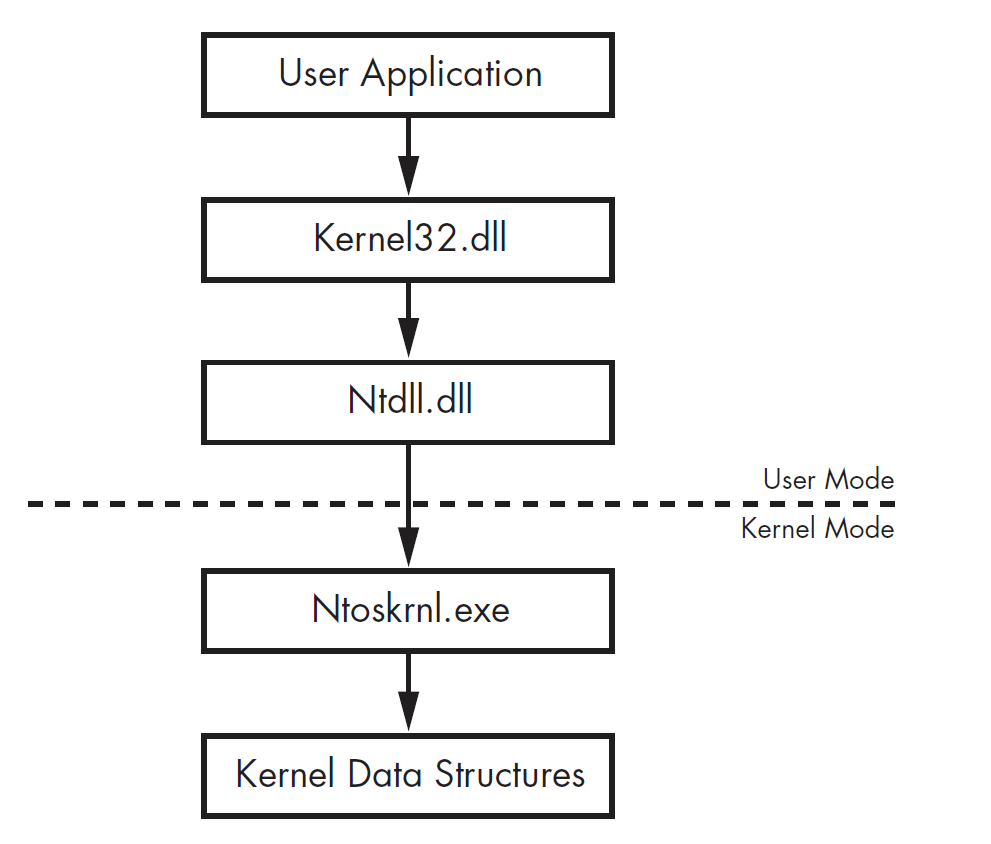 User Application
Kernel32.dll
Ntdll.dll
User Mode
Kernel Mode
Ntoskrnl.exe
Kernel Data Structures